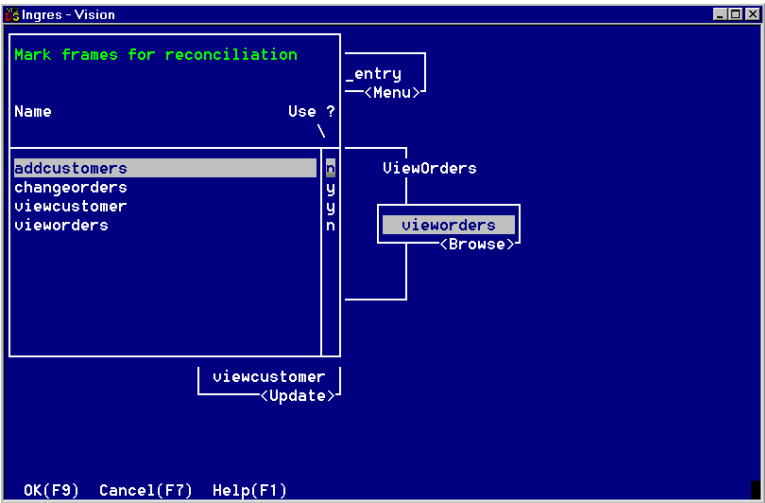 Ingres - Vision
Mark frames for reconciliation
_entry
<Menu>
Name Use ?
\
addcustomers n
changeorders y
viewcustomer y
vieworders n
ViewOrders
vieworders
<Browse>
viewcustomer
<Update>
OK(F9) Cancel(F7) Help(F1)